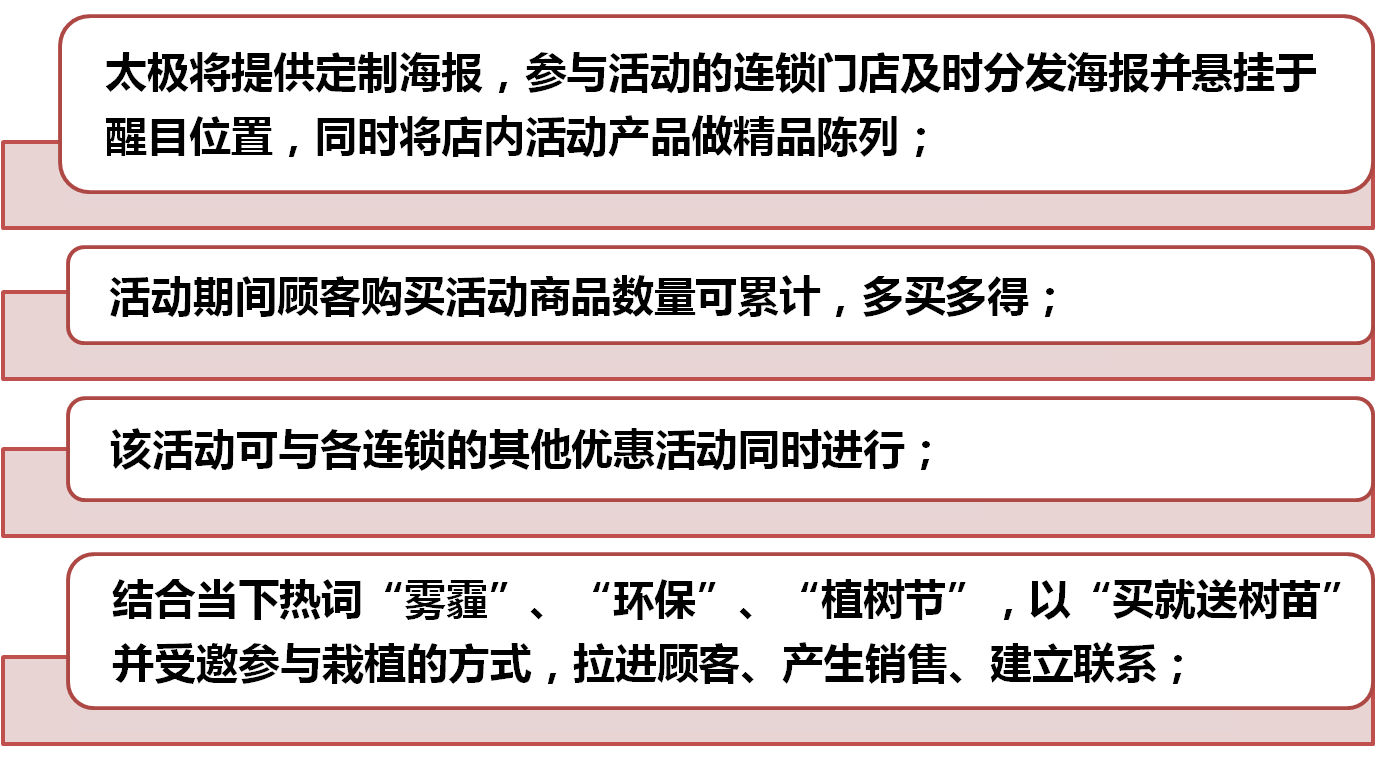 太极将提供定制海报，参与活动的连锁门店及时分发海报并悬挂于
醒目位置，同时将店内活动产品做精品陈列；
活动期间顾客购买活动商品数量可累计，多买多得；
该活动可与各连锁的其他优惠活动同时进行；
结合当下热词“雾霾”、“环保”、“植树节”，以“买就送树苗”
并受邀参与栽植的方式，拉进顾客、产生销售、建立联系；